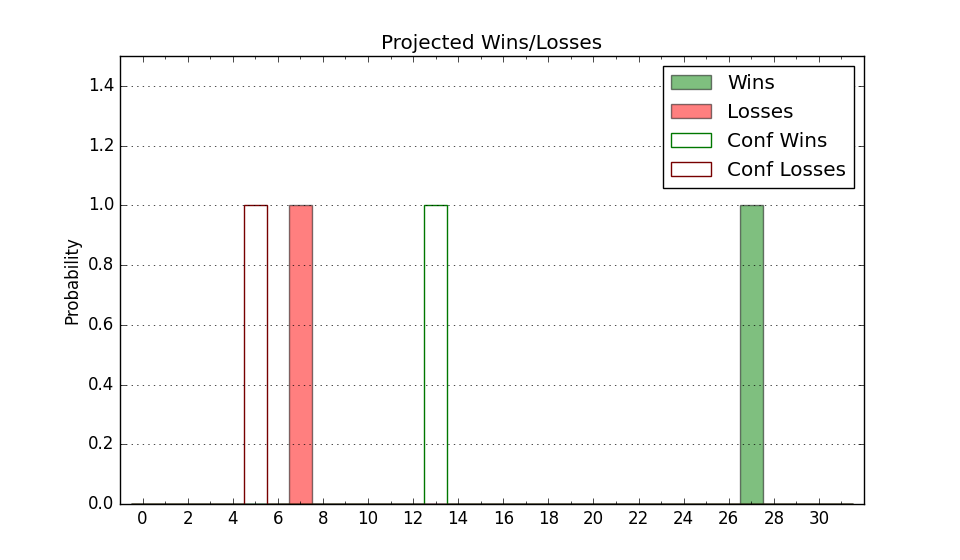 Projected Wins/Losses
Wins
Losses
Conf Wins
Conf Losses
Probability
1.4
1.2
1.0
0.8
0.6
0.4
0.2
0.0
0 2 4 6 8 10 12 14 16 18 20 22 24 26 28 30